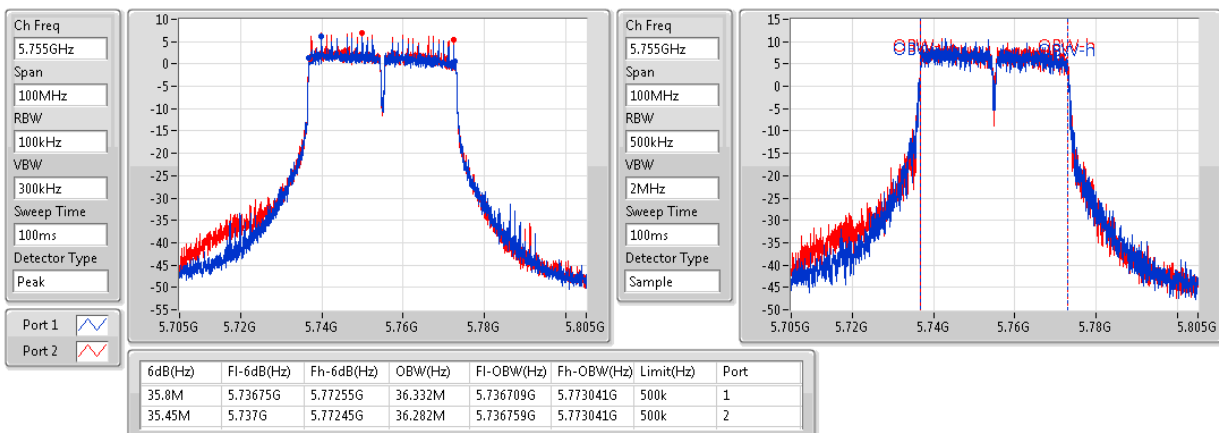 Ch Freq
5.755GHz
Span
100MHz
RBW
100kHz
VBW
300kHz
Sweep Time
100ms
Detector Type
Peak
Port 1
Port 2
10
5
0
-5
-10
-15
-20
-25
-30
-35
-40
-45
-50
-55
5.705G 5.72G 5.74G 5.76G 5.78G 5.805G
Ch Freq
5.755GHz
Span
100MHz
RBW
500kHz
VBW
2MHz
Sweep Time
100ms
Detector Type
Sample
15
10
5
0
-5
-10
-15
-20
-25
-30
-35
-40
-45
-50
OBW-h
OBW-h
5.705G 5.72G 5.74G 5.76G 5.78G 5.805G
6dB(Hz) Fl-6dB(Hz) Fh-6dB(Hz) OBW(Hz) Fl-OBW(Hz) Fh-OBW(Hz) Limit(Hz) Port
35.8M 5.73675G 5.77255G 36.332M 5.736709G 5.773041G 500k 1
35.45M 5.737G 5.77245G 36.282M 5.736759G 5.773041G 500k 2